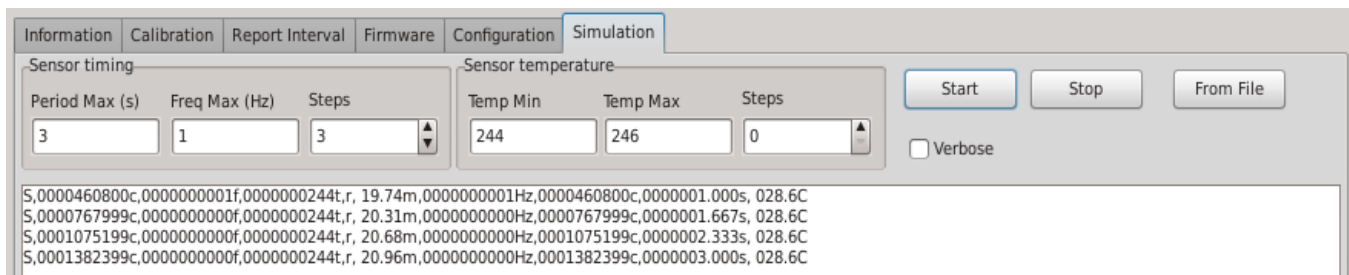 Information Calibration Report Interval Firmware Configuration Simulation
Sensor timing Sensor temperature
Period Max (s) Freq Max (Hz) Steps Temp Min Temp Max Steps Start Stop From File
3 1 3 244 246 0
Verbose
S,0000460800c,0000000001f,0000000244t,r, 19.74m,0000000001Hz,0000460800c,0000001.000s, 028.6C
S,0000767999c,0000000000f,0000000244t,r, 20.31m,0000000000Hz,0000767999c,0000001.667s, 028.6C
S,0001075199c,0000000000f,0000000244t,r, 20.68m,0000000000Hz,0001075199c,0000002.333s, 028.6C
S,0001382399c,0000000000f,0000000244t,r, 20.96m,0000000000Hz,0001382399c,0000003.000s, 028.6C